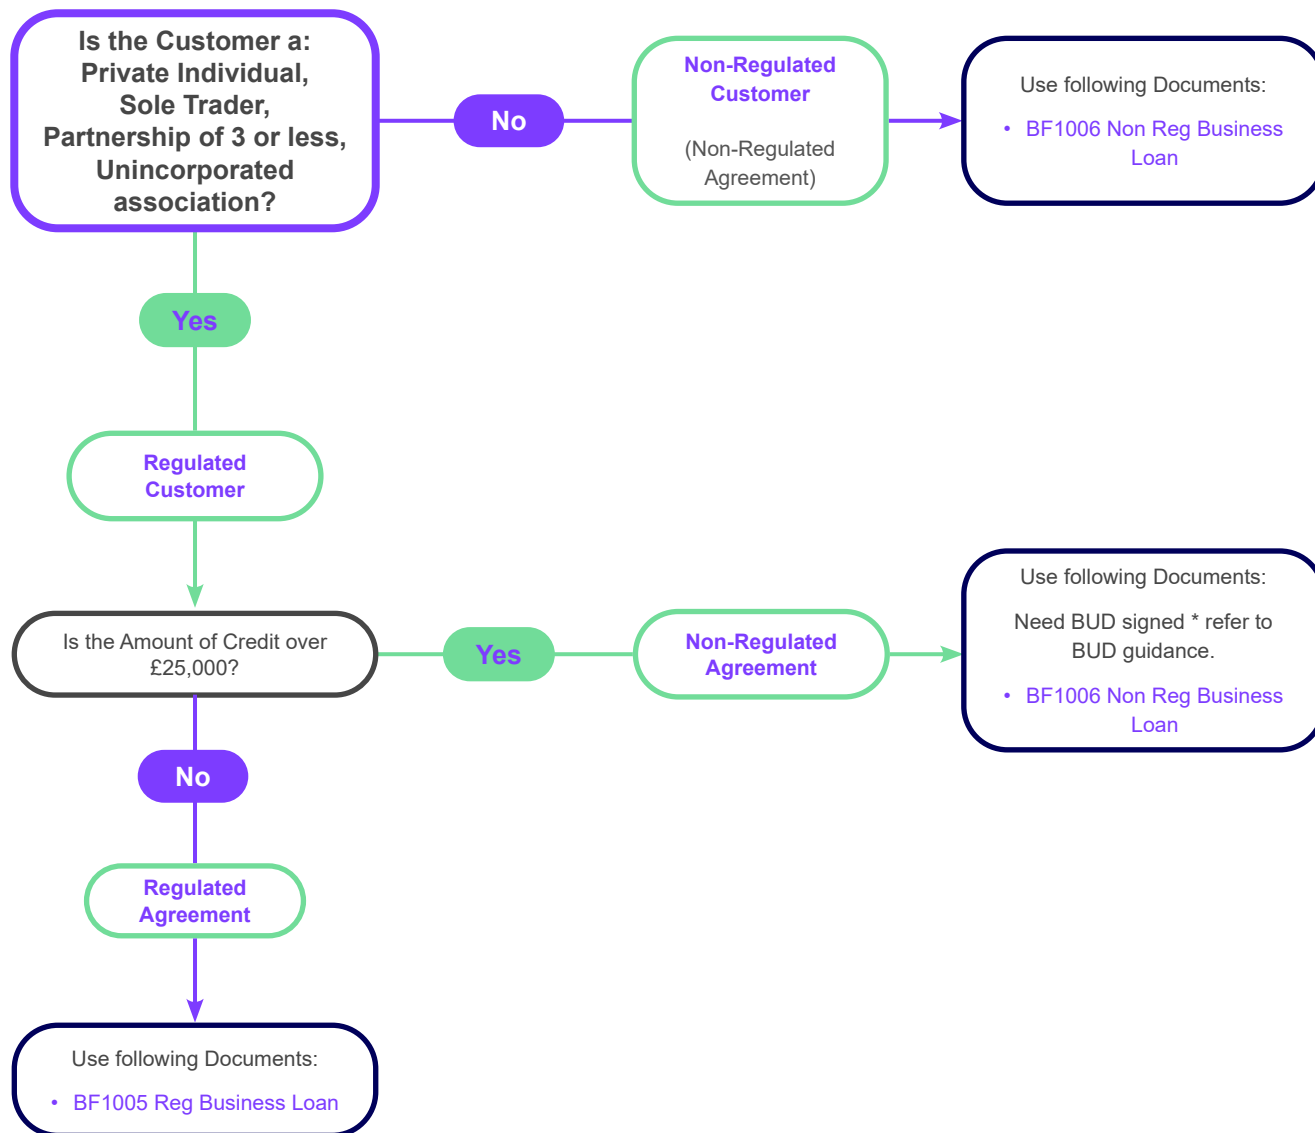 Is the Customer a:
Private Individual,
Sole Trader,
Partnership of 3 or less,
Unincorporated
association?
No
Non-Regulated
Customer
(Non-Regulated
Agreement)
Use following Documents:
• BF1006 Non Reg Business
Loan
Yes
Regulated
Customer
Is the Amount of Credit over
£25,000?
Yes
Non-Regulated
Agreement
Use following Documents:
Need BUD signed * refer to
BUD guidance.
• BF1006 Non Reg Business
Loan
No
Regulated
Agreement
Use following Documents:
• BF1005 Reg Business Loan